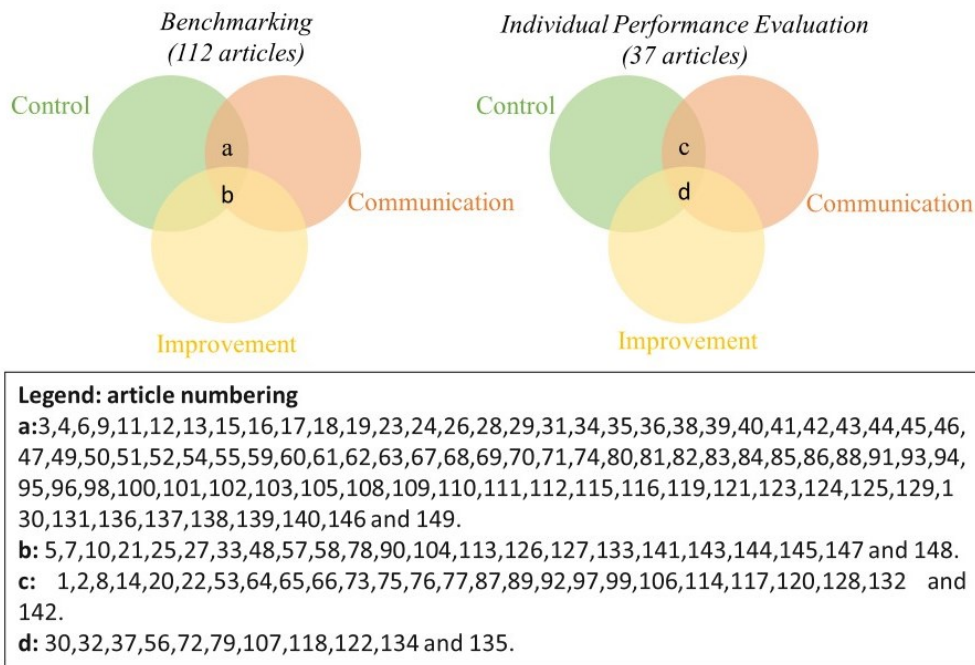 Benchmarking
(112 articles)
Individual Performance Evaluation
(37 articles)
Control
a
b
Communication
Improvement
Control
c
d
Communication
Improvement
Legend: article numbering
a:3,4,6,9,11,12,13,15,16,17,18,19,23,24,26,28,29,31,34,35,36,38,39,40,41,42,43,44,45,46,
47,49,50,51,52,54,55,59,60,61,62,63,67,68,69,70,71,74,80,81,82,83,84,85,86,88,91,93,94,
95,96,98,100,101,102,103,105,108,109,110,111,112,115,116,119,121,123,124,125,129,1
30,131,136,137,138,139,140,146 and 149.
b: 5,7,10,21,25,27,33,48,57,58,78,90,104,113,126,127,133,141,143,144,145,147 and 148.
c: 1,2,8,14,20,22,53,64,65,66,73,75,76,77,87,89,92,97,99,106,114,117,120,128,132 and
142.
d: 30,32,37,56,72,79,107,118,122,134 and 135.